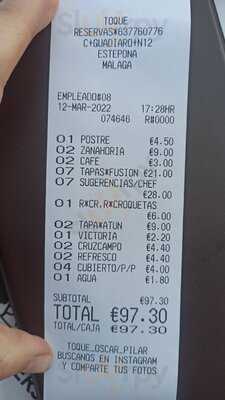 TOQUE
RESERVAS*637760776
C+GUADIARO+N12
ESTEPONA
MALAGA
EMPLEADO#08
12-MAR-2022 17:28HR
074646 R#0000
01 POSTRE €4.50
02 ZANAHORIA €9.00
02 CAFE €3.00
07 TAPAS*FUSION €21.00
07 SUGERENCIAS/CHEF
€28.00
01 R*CR.R*CROQUETAS
€6.00
02 TAPA*ATUN €9.00
01 VICTORIA €2.20
02 CRUZCAMPO €4.40
02 REFRESCO €4.40
04 CUBIERTO/P/P €4.00
01 AGUA €1.80
SUBTOTAL €97.30
TOTAL €97.30
TOTAL/CAJA €97.30
TOQUE_OSCAR_PILAR
BUSCANOS EN INSTAGRAM
Y COMPARTE TUS FOTOS